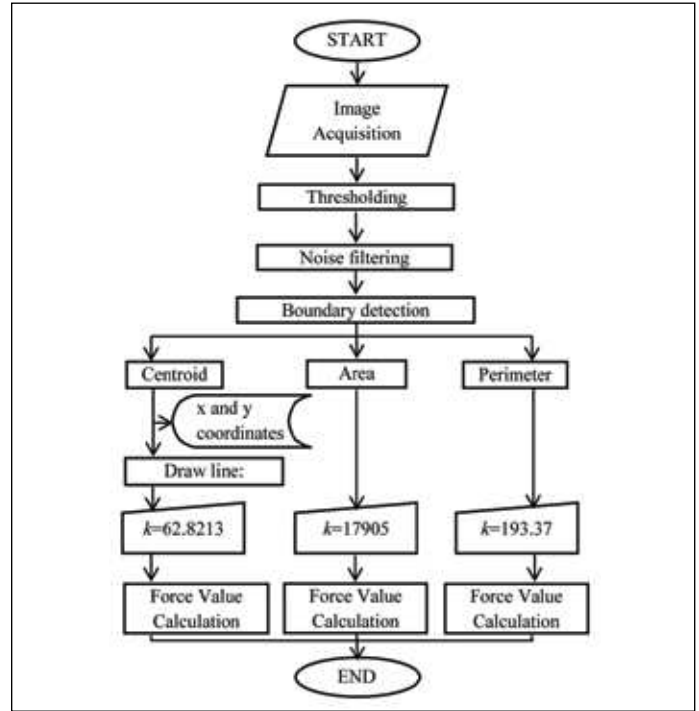 START
Image
Acquisition
Thresholding
Noise filtering
Boundary detection
Centroid
Area
Perimeter
x and y
coordinates
Draw line:
k=62.8213
k=17905
k=193.37
Force Value
Calculation
Force Value
Calculation
Force Value
Calculation
END